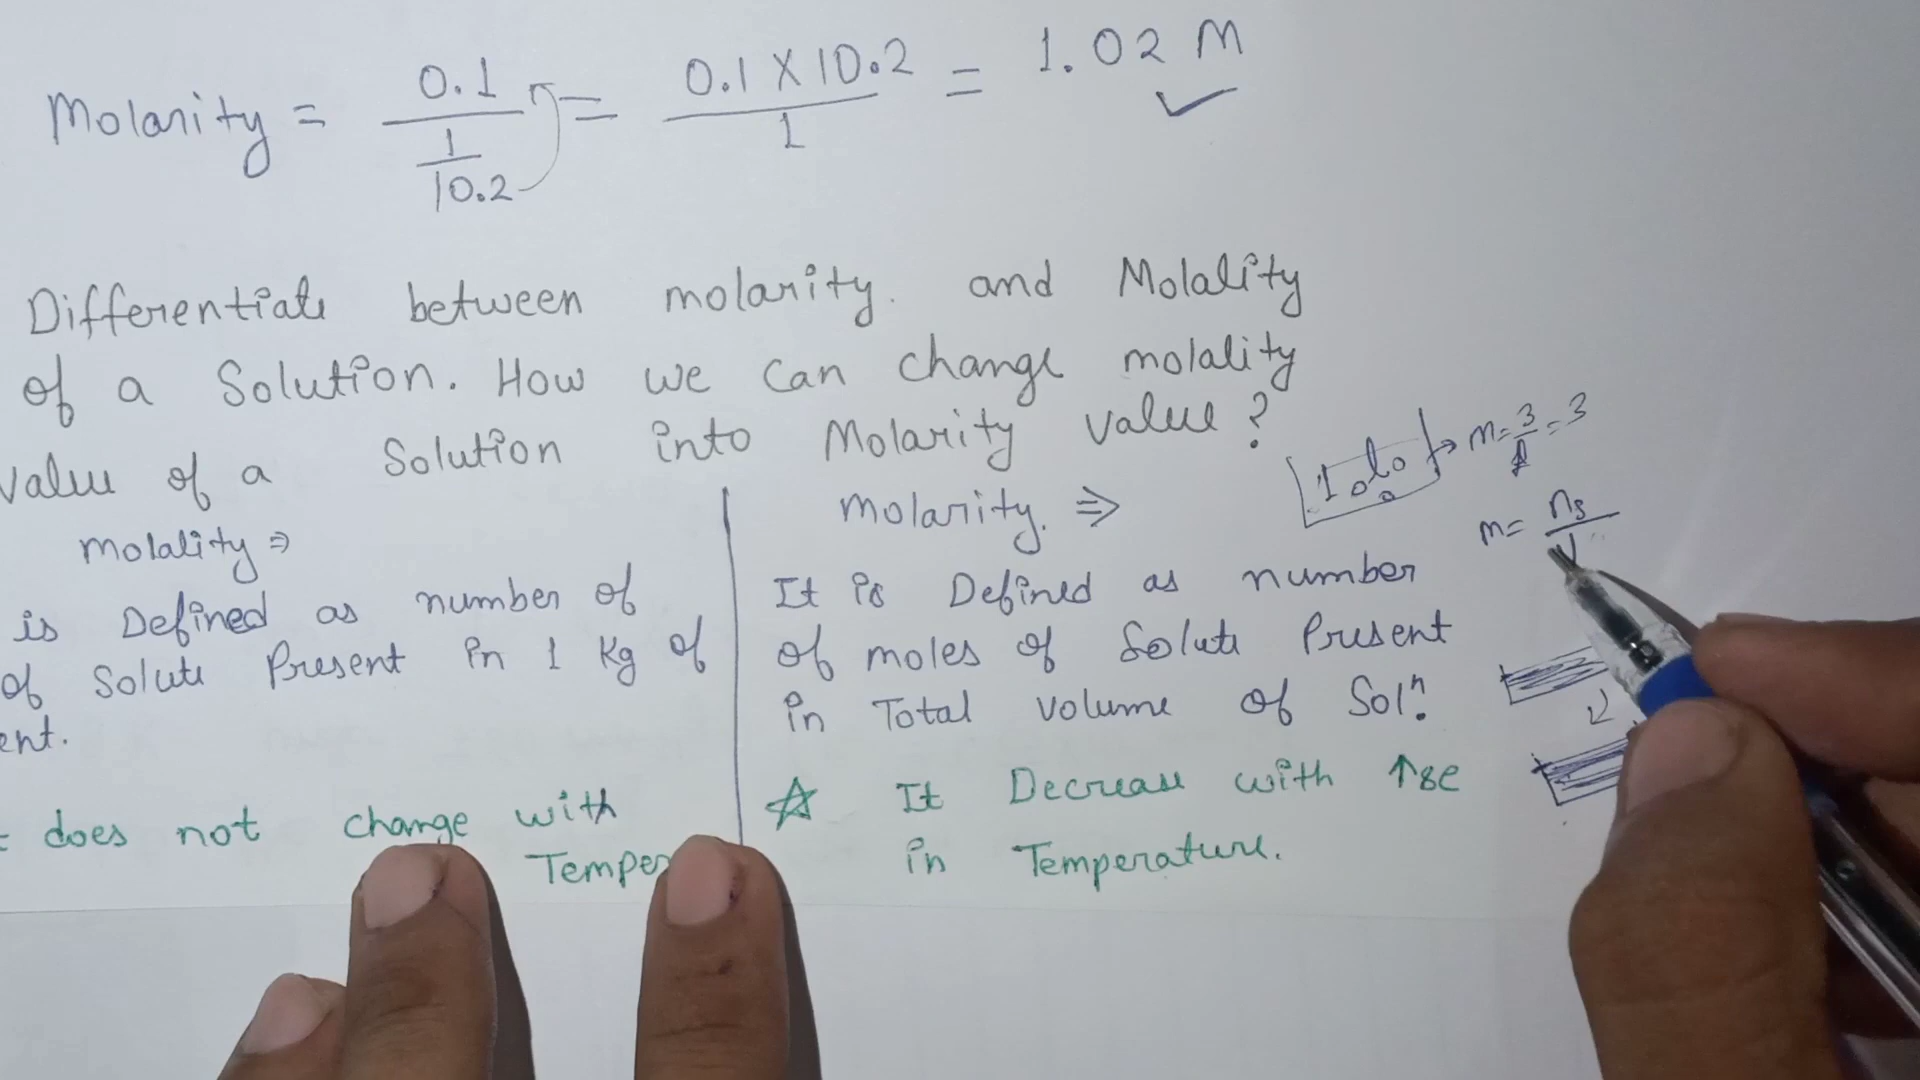 Molarity = 0.1 / (1/10.2) = 0.1 X 10.2 / 1 = 1.02 M
Differentiate between molarity. and Molality
of a Solution. How we can change molality
value of a Solution into Molarity value?
Molality ⇒
is Defined as number of
of Solute Present in 1 Kg of
ent.
does not change with
Temper
Molarity. ⇒
It is Defined as number
of moles of Solute Present
in Total volume of Solⁿ.
☆ It Decrease with ↑se
in Temperature.
M = 3/1 = 3
M = ns/V